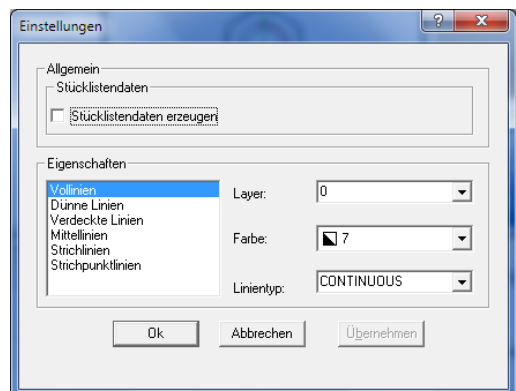 Einstellungen
?
X
Allgemein
Stücklistendaten
Stücklistendaten erzeugen
Eigenschaften
Vollinien
Dünne Linien
Verdeckte Linien
Mittellinien
Strichlinien
Strichpunktlinien
Layer:
0
Farbe:
7
Linientyp:
CONTINUOUS
Ok
Abbrechen
Übernehmen